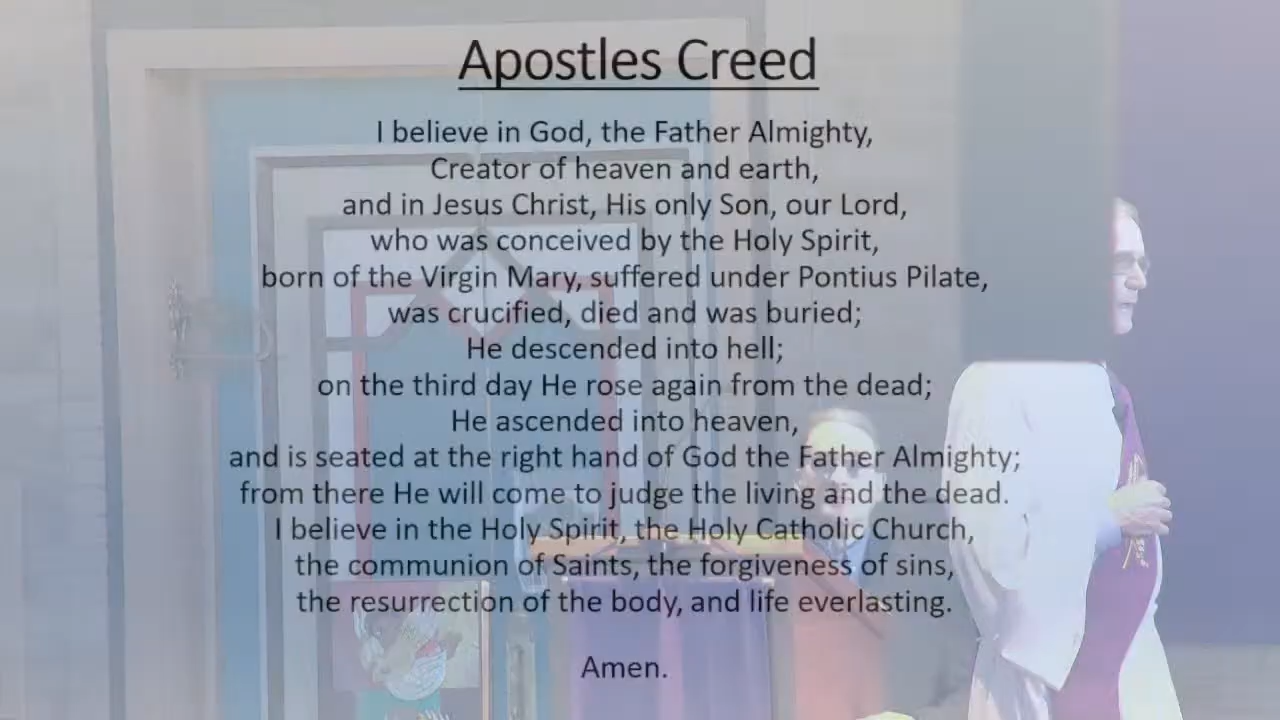 Apostles Creed
I believe in God, the Father Almighty,
Creator of heaven and earth,
and in Jesus Christ, His only Son, our Lord,
who was conceived by the Holy Spirit,
born of the Virgin Mary, suffered under Pontius Pilate,
was crucified, died and was buried;
He descended into hell;
on the third day He rose again from the dead;
He ascended into heaven,
and is seated at the right hand of God the Father Almighty;
from there He will come to judge the living and the dead.
I believe in the Holy Spirit, the Holy Catholic Church,
the communion of Saints, the forgiveness of sins,
the resurrection of the body, and life everlasting.
Amen.